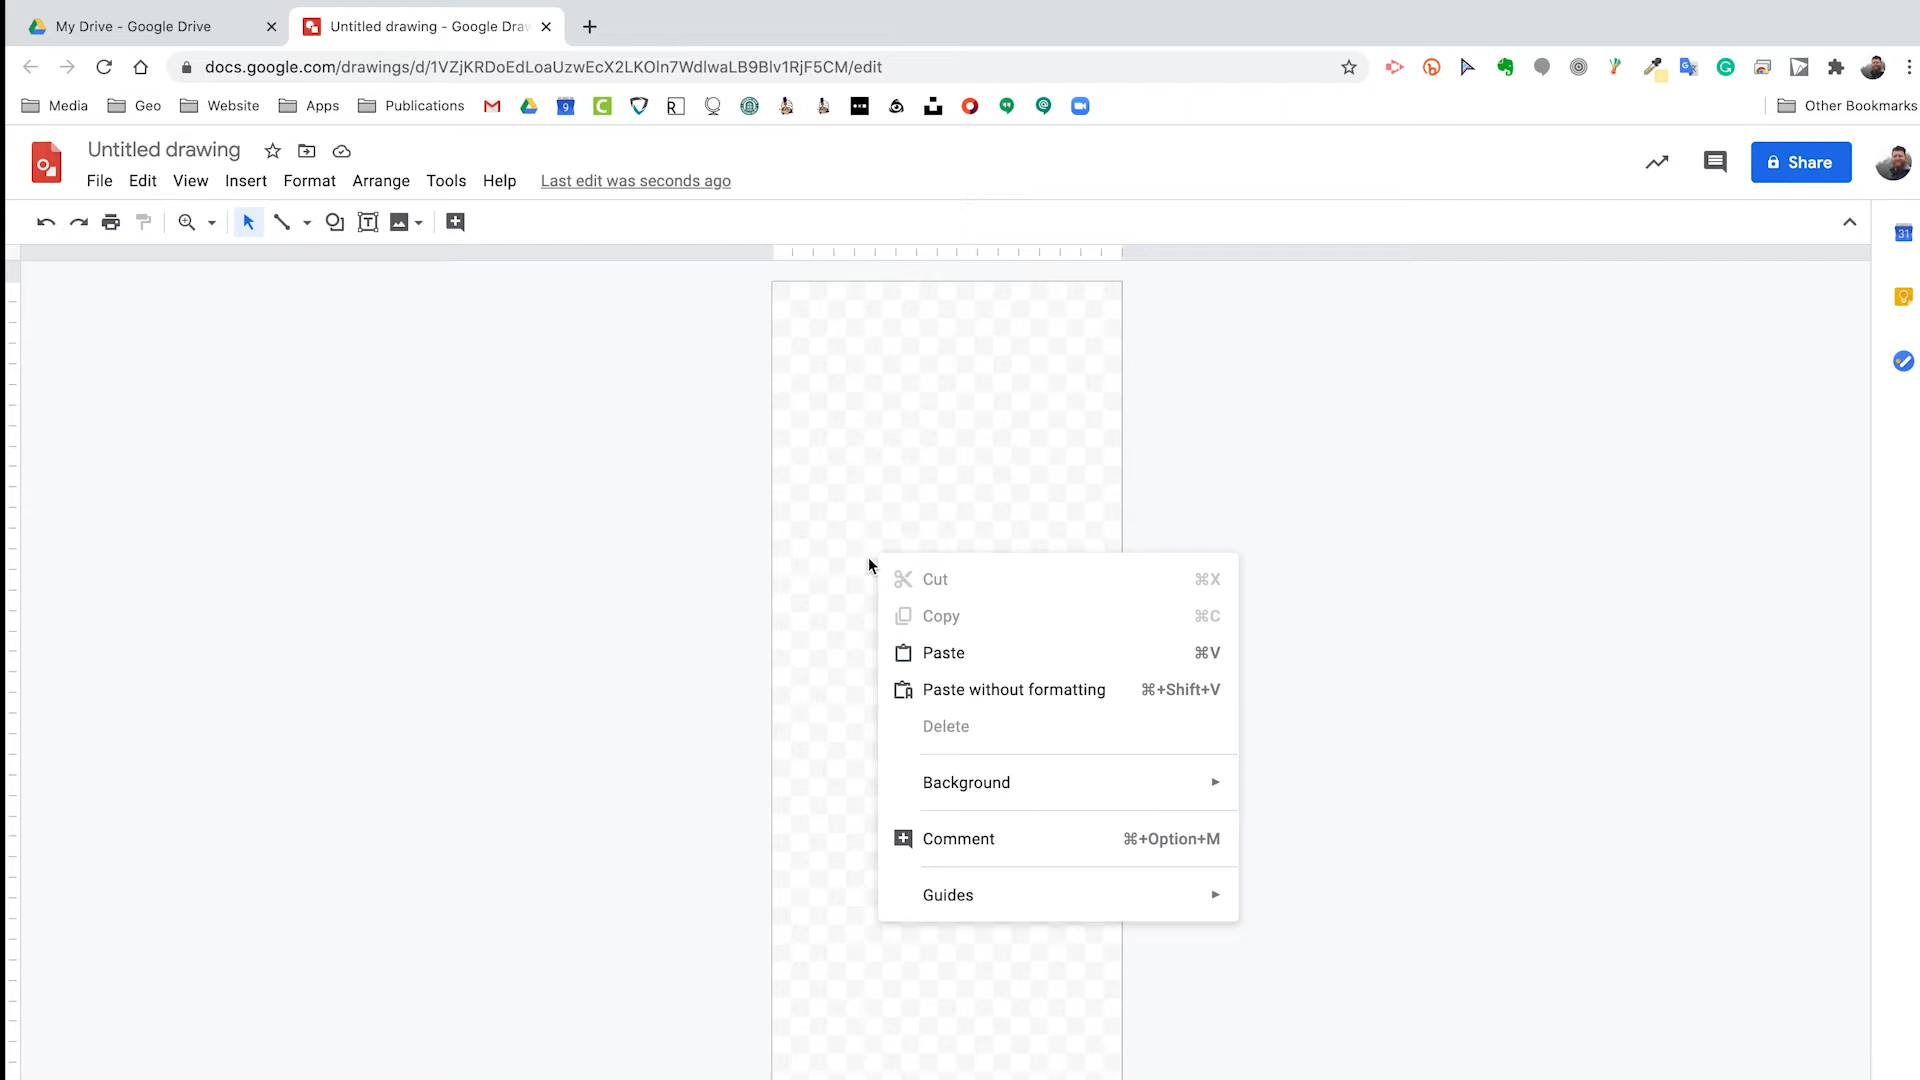 My Drive - Google Drive
Untitled drawing - Google Draw
docs.google.com/drawings/d/1VZjKRDoEdLoaUzwEcX2LKOln7WdlwaLB9Blv1RjF5CM/edit
Media Geo Website Apps Publications Other Bookmarks
Untitled drawing
Share
File Edit View Insert Format Arrange Tools Help Last edit was seconds ago
Cut ⌘X
Copy ⌘C
Paste ⌘V
Paste without formatting ⌘+Shift+V
Delete
Background
Comment ⌘+Option+M
Guides